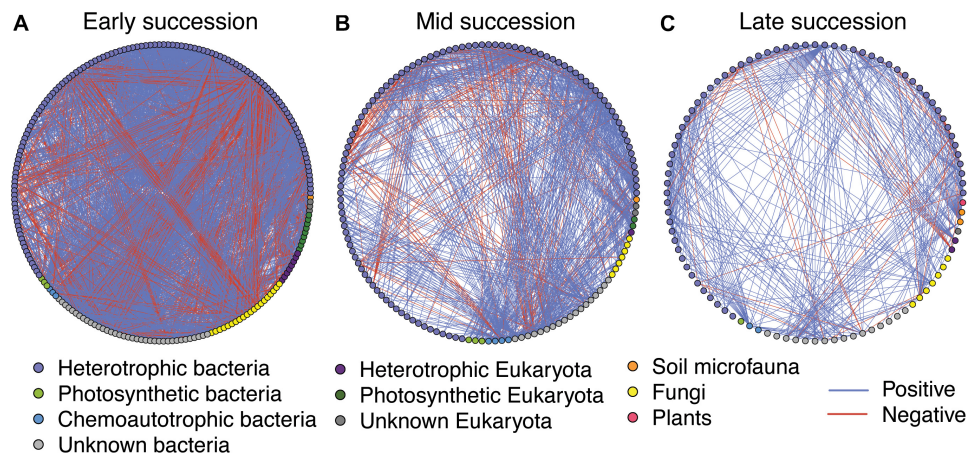 A Early succession
B Mid succession
C Late succession
Heterotrophic bacteria
Photosynthetic bacteria
Chemoautotrophic bacteria
Unknown bacteria
Heterotrophic Eukaryota
Photosynthetic Eukaryota
Unknown Eukaryota
Soil microfauna
Fungi
Plants
Positive
Negative